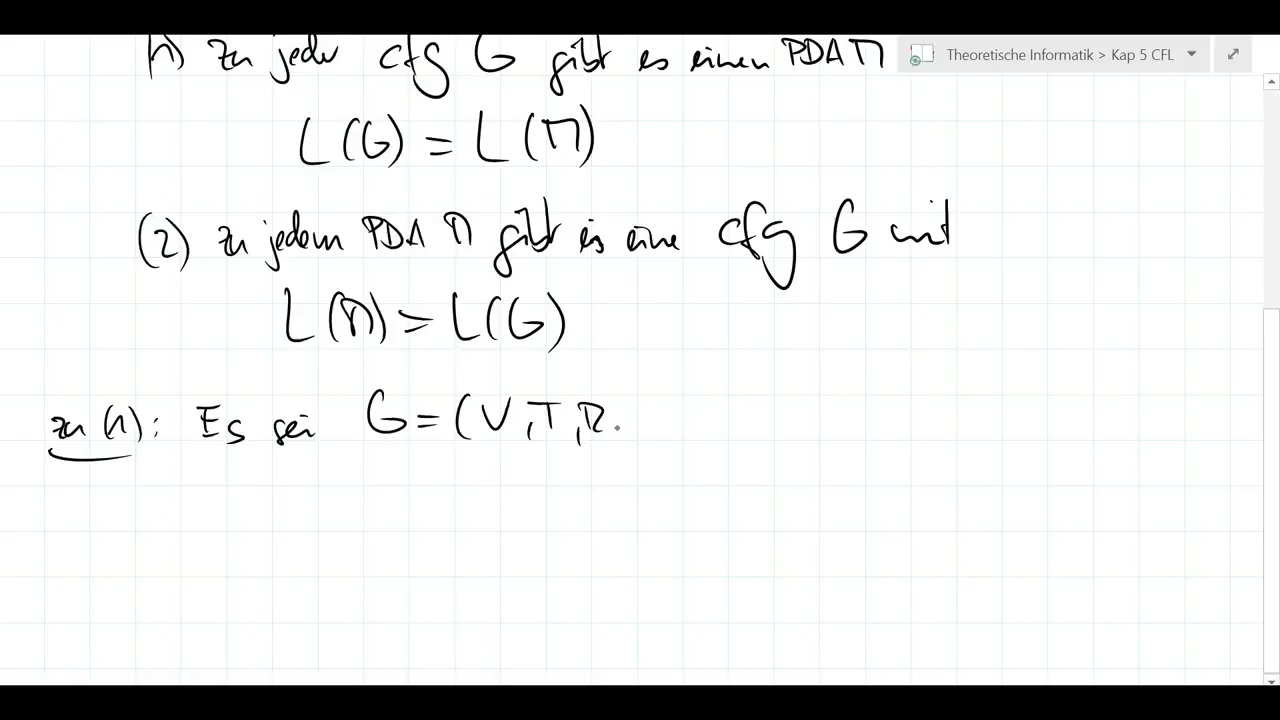 (1) zu jeder cfg G gibt es einen PDA Π
Theoretische Informatik > Kap 5 CFL
L(G) = L(Π)
(2) zu jedem PDA Π gibt es eine cfg G mit
L(Π) = L(G)
zu (1): Es sei G = (V, T, R